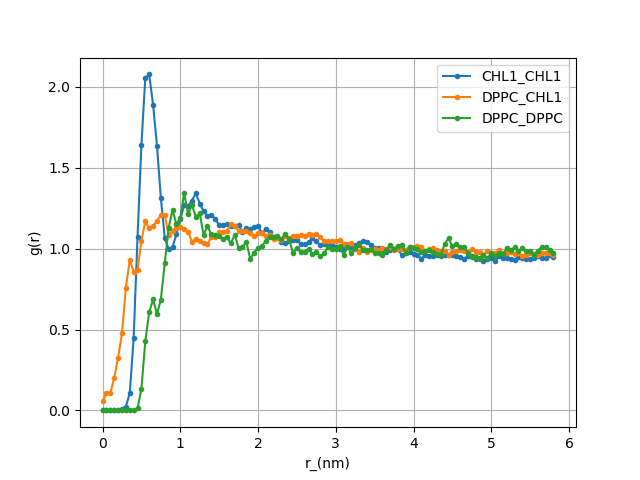 CHL1_CHL1
DPPC_CHL1
DPPC_DPPC
2.0
1.5
1.0
0.5
0.0
g(r)
0 1 2 3 4 5 6
r_(nm)